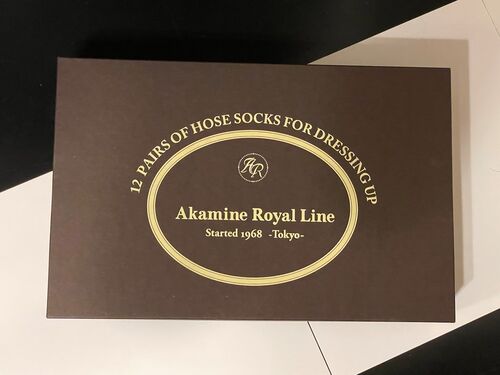 12 PAIRS OF HOSE SOCKS FOR DRESSING UP
AR
Akamine Royal Line
Started 1968 -Tokyo-